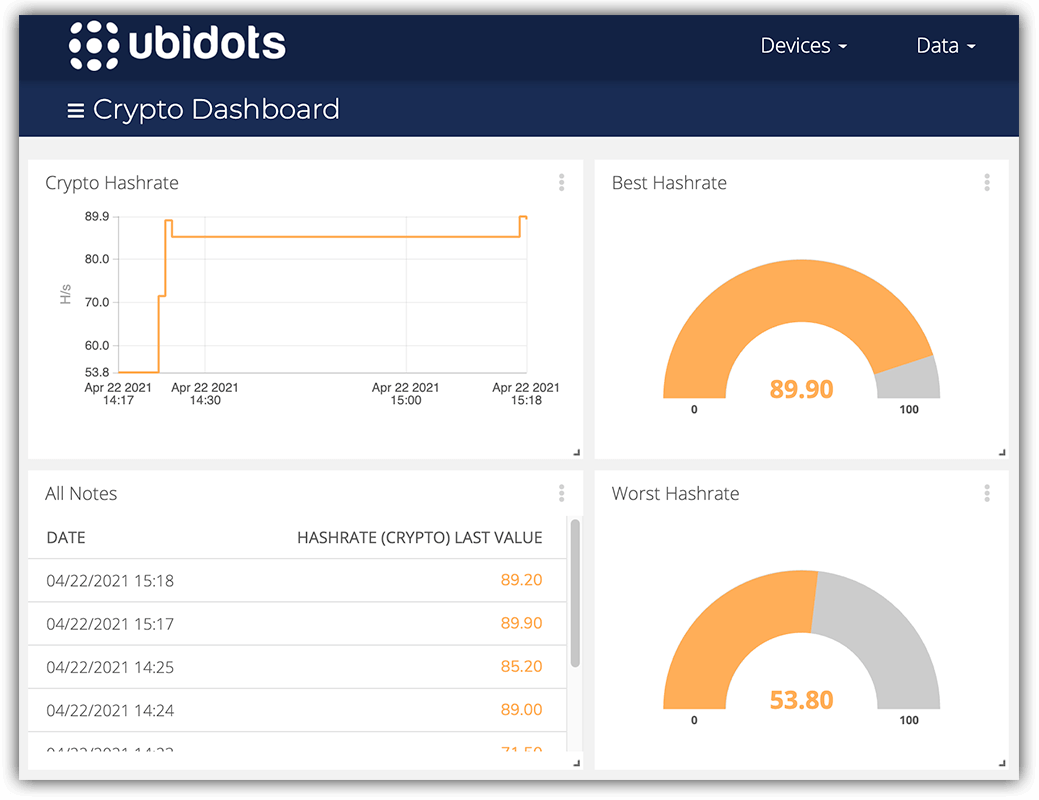 ubidots
Devices
Data
Crypto Dashboard
Crypto Hashrate
89.9
80.0
H/s
70.0
60.0
53.8
Apr 22 2021 Apr 22 2021 Apr 22 2021 Apr 22 2021
14:17 14:30 15:00 15:18
Best Hashrate
89.90
0 100
All Notes
DATE HASHRATE (CRYPTO) LAST VALUE
04/22/2021 15:18 89.20
04/22/2021 15:17 89.90
04/22/2021 14:25 85.20
04/22/2021 14:24 89.00
Worst Hashrate
53.80
0 100